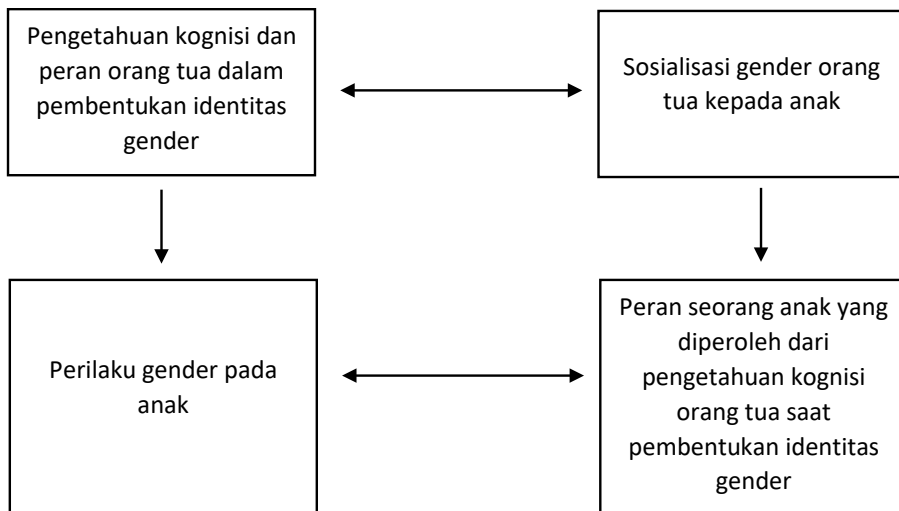 Pengetahuan kognisi dan
peran orang tua dalam
pembentukan identitas
gender
Sosialisasi gender orang
tua kepada anak
Perilaku gender pada
anak
Peran seorang anak yang
diperoleh dari
pengetahuan kognisi
orang tua saat
pembentukan identitas
gender